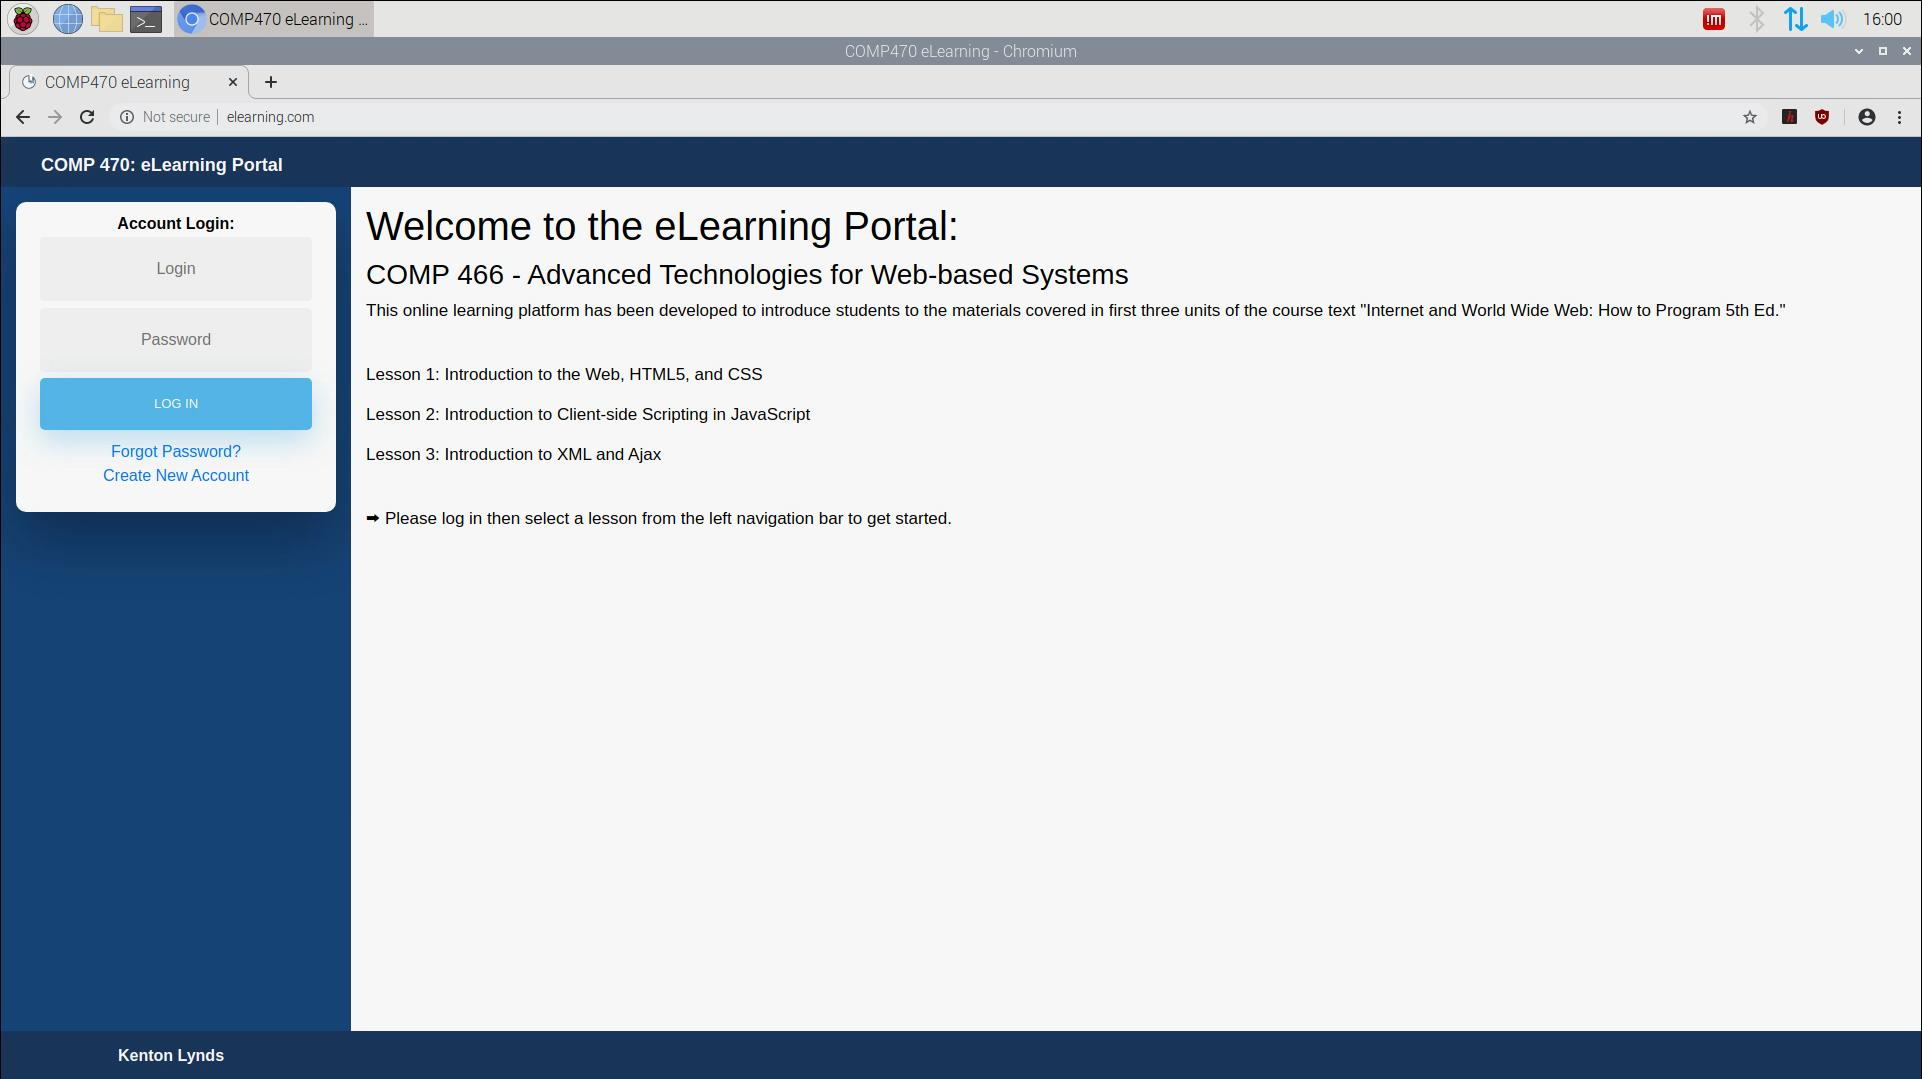 COMP470 eLearning ...
16:00
COMP470 eLearning - Chromium
COMP470 eLearning
Not secure
elearning.com
COMP 470: eLearning Portal
Account Login:
Login
Password
LOG IN
Forgot Password?
Create New Account
Welcome to the eLearning Portal:
COMP 466 - Advanced Technologies for Web-based Systems
This online learning platform has been developed to introduce students to the materials covered in first three units of the course text "Internet and World Wide Web: How to Program 5th Ed."
Lesson 1: Introduction to the Web, HTML5, and CSS
Lesson 2: Introduction to Client-side Scripting in JavaScript
Lesson 3: Introduction to XML and Ajax
➡ Please log in then select a lesson from the left navigation bar to get started.
Kenton Lynds